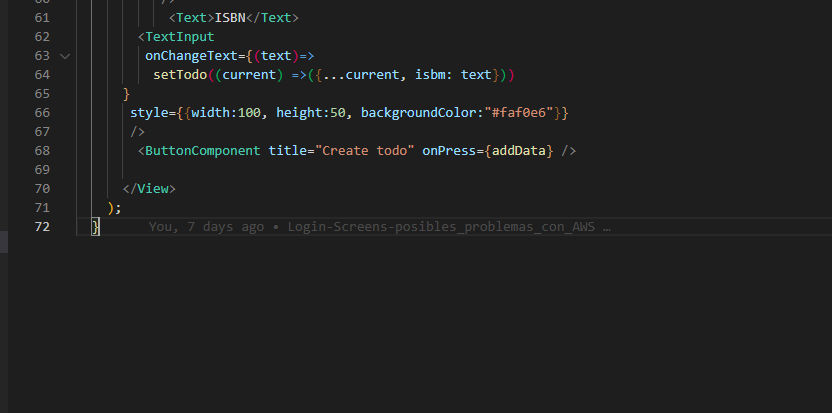 60 />
61 <Text>ISBN</Text>
62 <TextInput
63 onChangeText={(text)=>
64 setTodo((current) =>({...current, isbm: text}))
65 }
66 style={{width:100, height:50, backgroundColor:"#faf0e6"}}
67 />
68 <ButtonComponent title="Create todo" onPress={addData} />
69
70 </View>
71 );
72 } You, 7 days ago • Login-Screens-posibles_problemas_con_AWS …